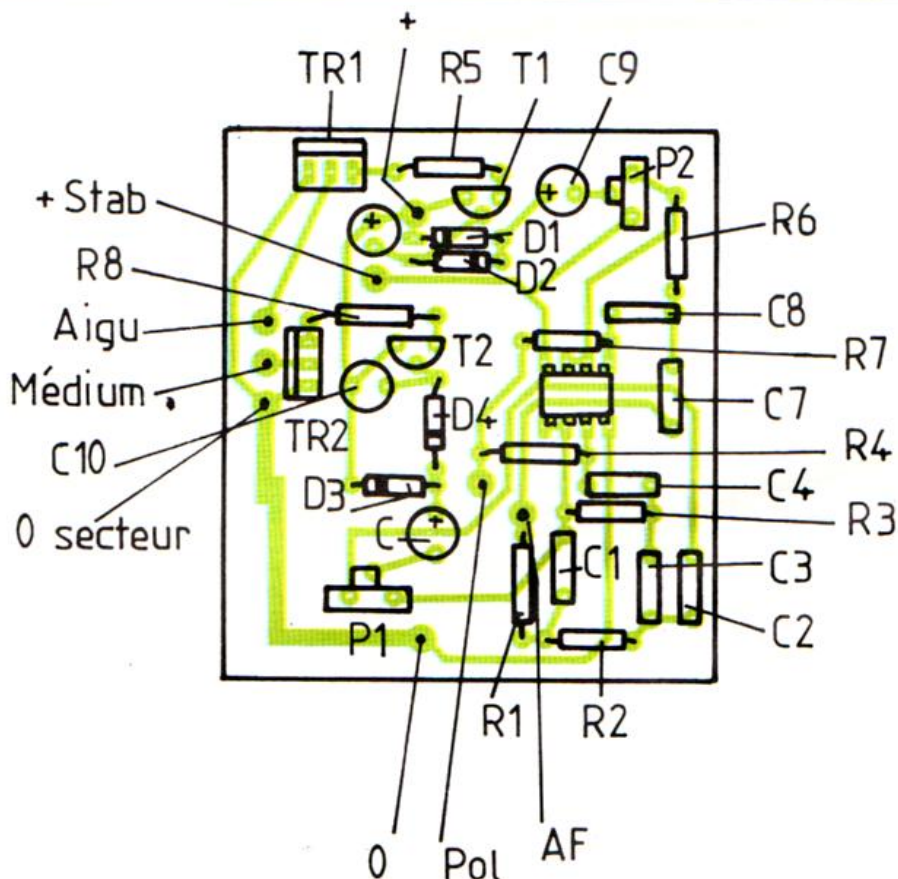 +
TR1 R5 T1 C9
P2
+ Stab
+ +
R6
D1
D2
R8
C8
Aigu
T2
R7
Médium.
C7
D4
TR2
C10
R4
D3
C4
0 secteur
R3
+
C
C1
C3
P1
C2
R1 R2
AF
0 Pol